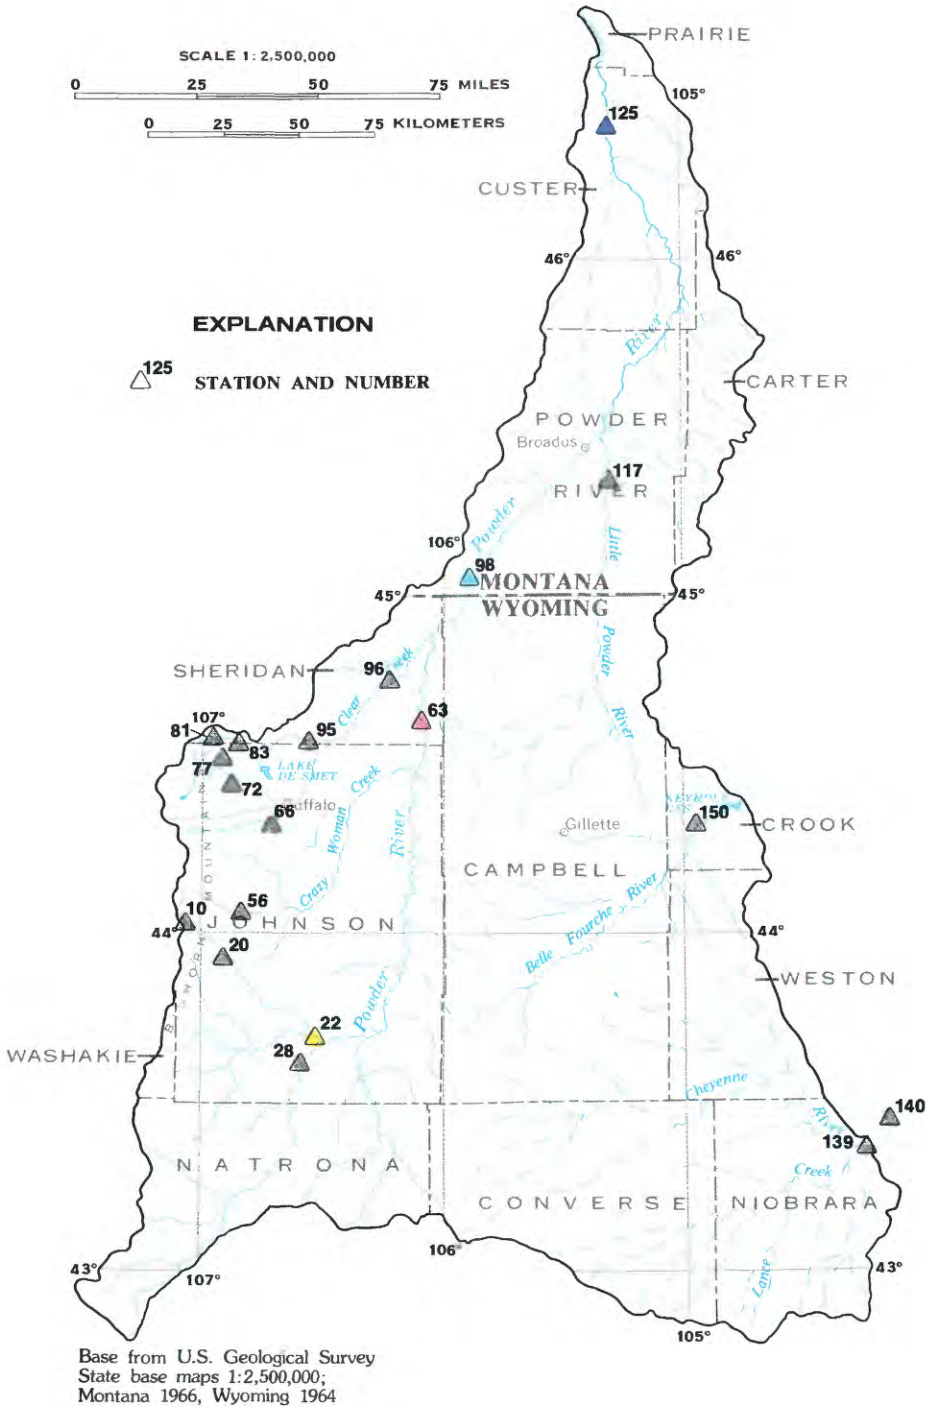 PRAIRIE
SCALE 1:2,500,000
0 25 50 75 MILES
0 25 50 75 KILOMETERS
105°
125
CUSTER
46° 46°
EXPLANATION
125
STATION AND NUMBER
River
CARTER
POWDER
Broadus
117
RIVER
Powder
Little
106°
98
MONTANA
45° 45°
WYOMING
SHERIDAN
96
Creek
Powder
Clear
63
107°
81
95
River
83
77
LAKE
DE SMET
72
Creek
Buffalo
66
Woman
River
150
Gillette
CROOK
MOUNTAIN
CAMPBELL
Crazy
River
10
56
JOHNSON
Fourche
44° 44°
20
Belle
HORN
WESTON
Powder
22
28
WASHAKIE
Cheyenne
140
River
139
NATRONA
Creek
CONVERSE
NIOBRARA
106°
43° 43°
107°
Lance
105°
Base from U.S. Geological Survey
State base maps 1:2,500,000;
Montana 1966, Wyoming 1964